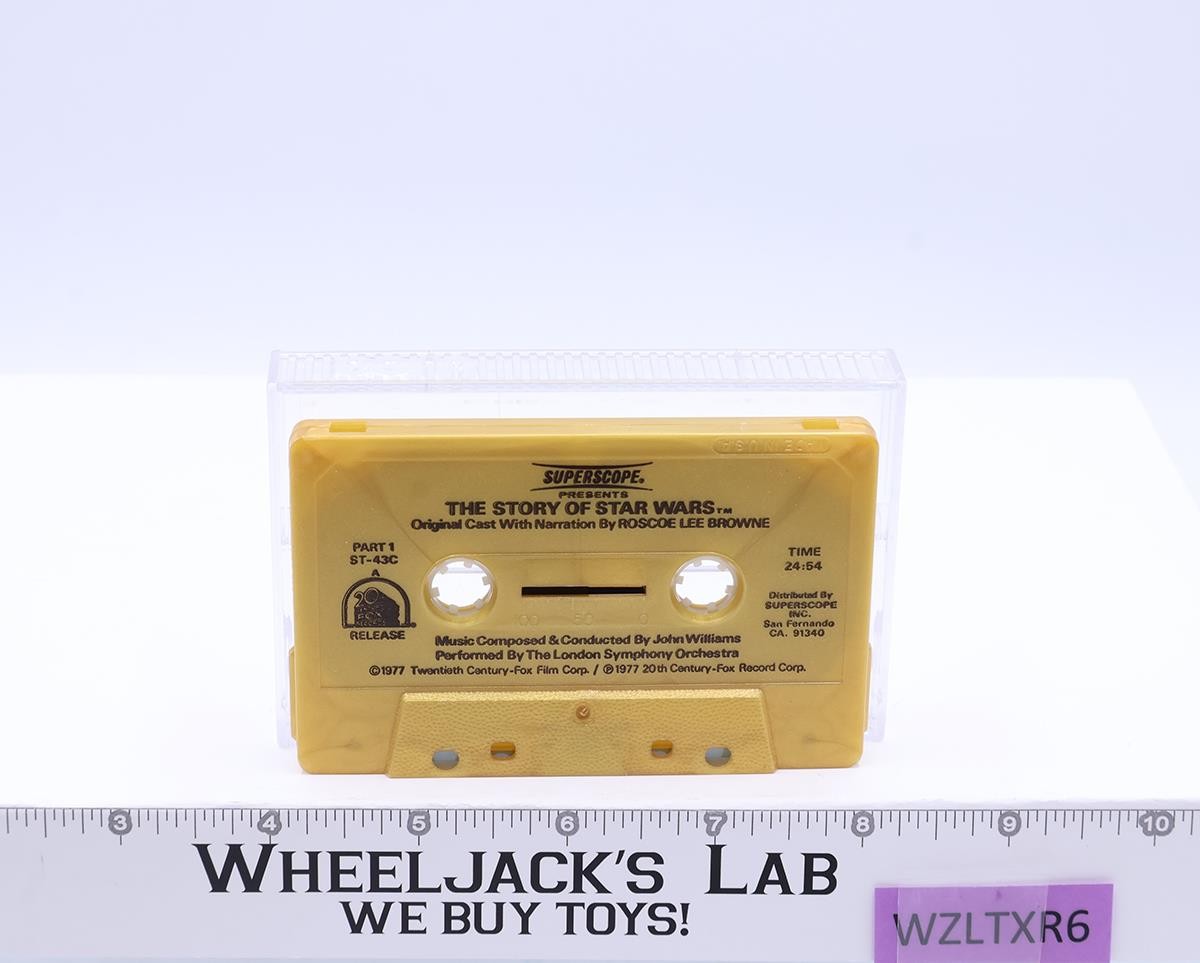 SUPERSCOPE®
PRESENTS
THE STORY OF STAR WARS™
Original Cast With Narration By ROSCOE LEE BROWNE
PART 1
ST-43C
A
20
FOX
RELEASE
TIME
24:54
Distributed By
SUPERSCOPE
INC.
San Fernando
CA. 91340
100 50 0
Music Composed & Conducted By John Williams
Performed By The London Symphony Orchestra
©1977 Twentieth Century-Fox Film Corp. / ℗1977 20th Century-Fox Record Corp.
3 4 5 6 7 8 9 10
WHEELJACK'S LAB
WE BUY TOYS!
WZLTXR6